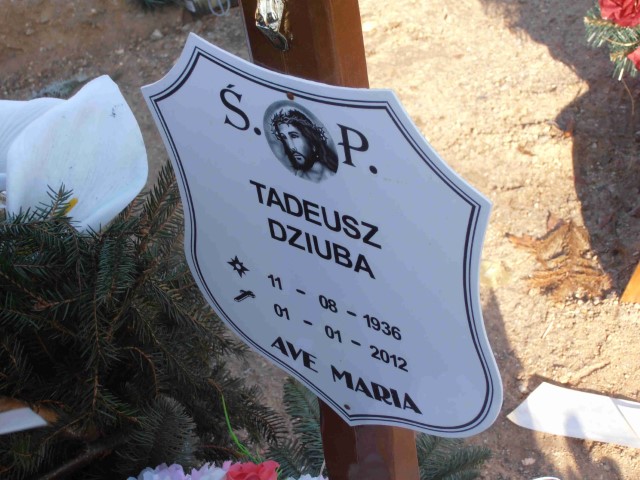 Ś. P.
TADEUSZ
DZIUBA
11 - 08 - 1936
01 - 01 - 2012
AVE MARIA